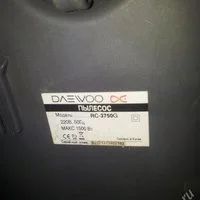 DAEWOO
ПЫЛЕСОС
Модель: RC-3750G
220В, 50Гц
МАКС 1500 Вт